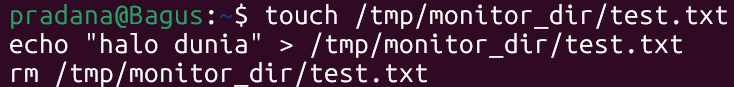 pradana@Bagus:~$ touch /tmp/monitor_dir/test.txt
echo "halo dunia" > /tmp/monitor_dir/test.txt
rm /tmp/monitor_dir/test.txt